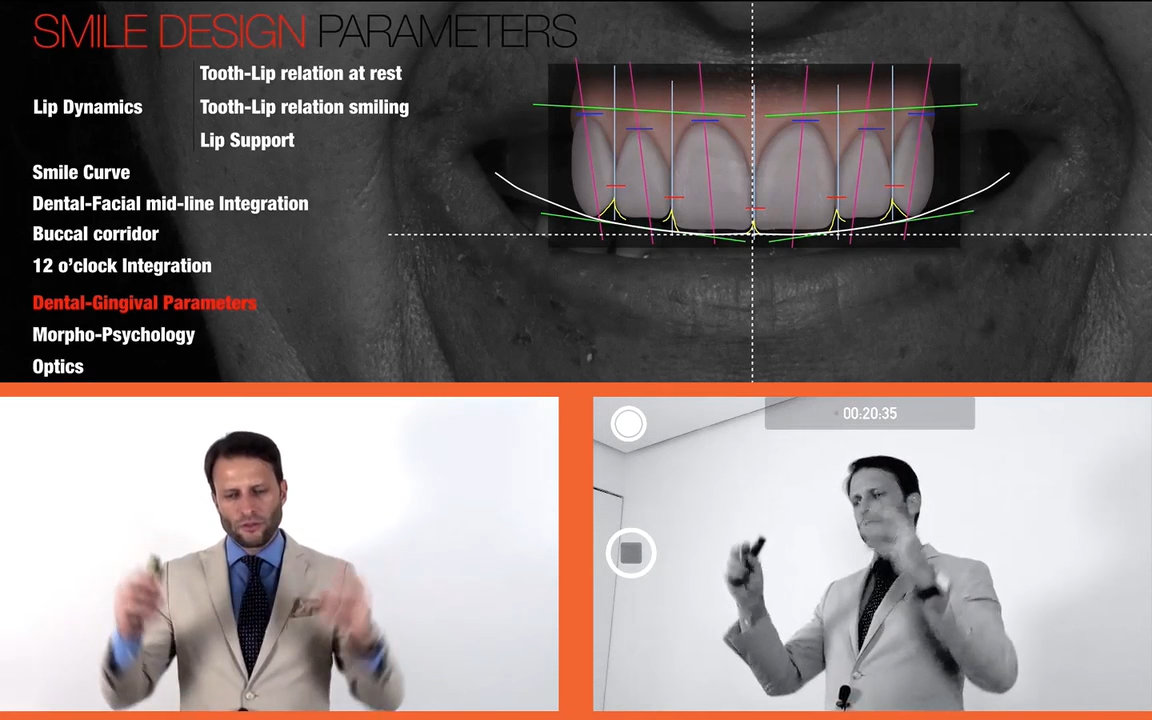 SMILE DESIGN PARAMETERS
Tooth-Lip relation at rest
Lip Dynamics
Tooth-Lip relation smiling
Lip Support
Smile Curve
Dental-Facial mid-line Integration
Buccal corridor
12 o'clock Integration
Dental-Gingival Parameters
Morpho-Psychology
Optics
00:20:35